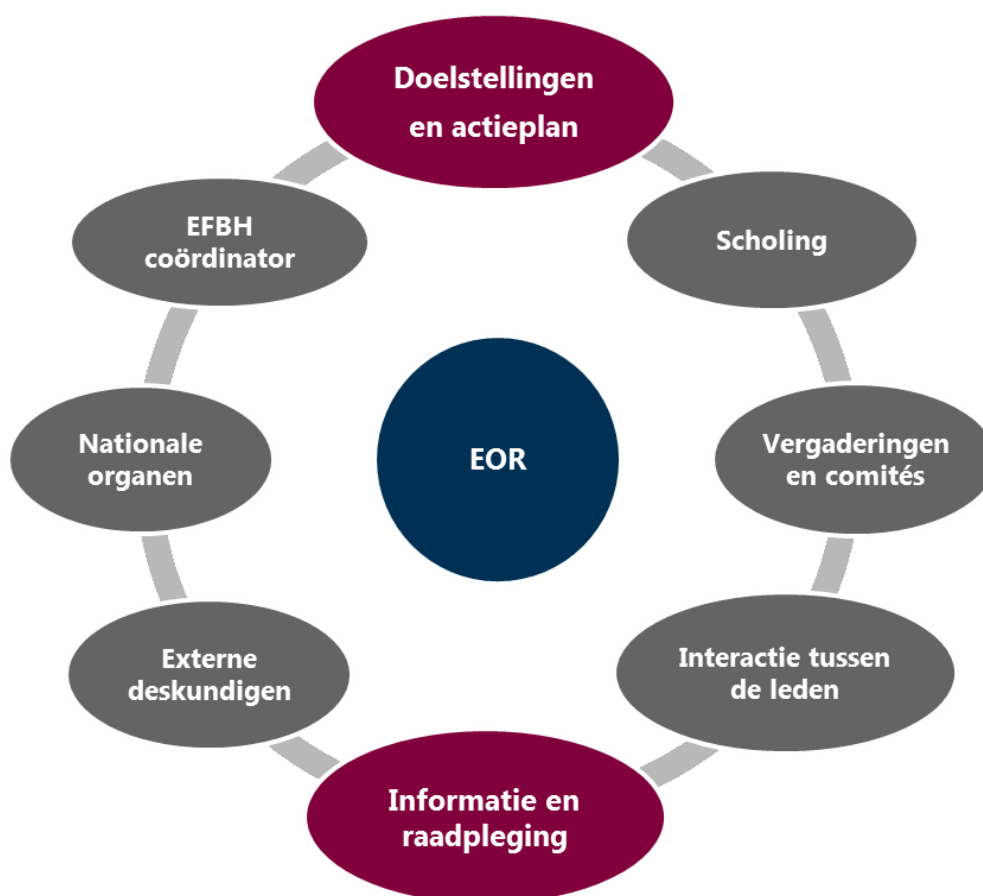 Doelstellingen
en actieplan
EFBH
coördinator
Scholing
Nationale
organen
EOR
Vergaderingen
en comités
Externe
deskundigen
Interactie tussen
de leden
Informatie en
raadpleging